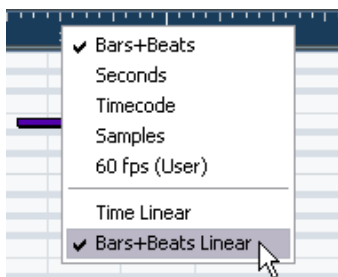 Bars+Beats
Seconds
Timecode
Samples
60 fps (User)
Time Linear
Bars+Beats Linear